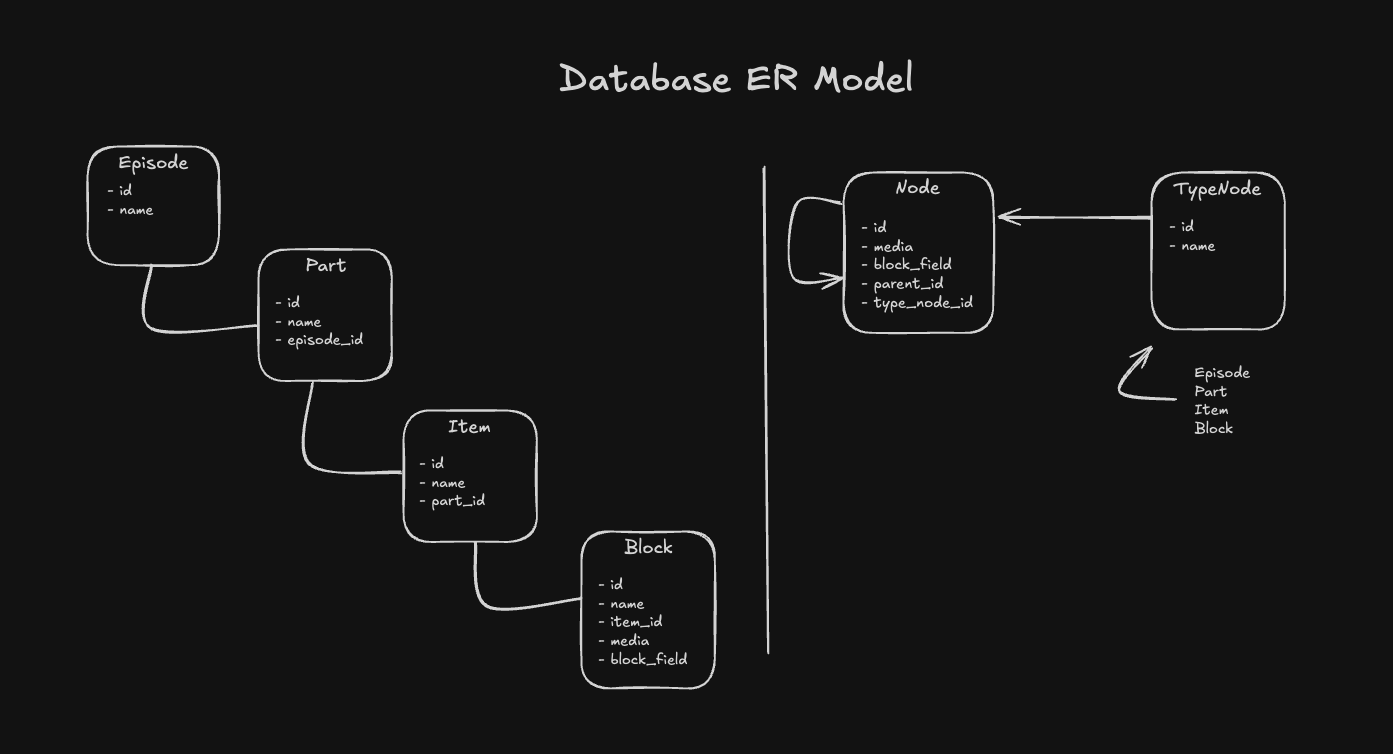 Database ER Model
Episode
- id
- name
Part
- id
- name
- episode_id
Item
- id
- name
- part_id
Block
- id
- name
- item_id
- media
- block_field
Node
- id
- media
- block_field
- parent_id
- type_node_id
TypeNode
- id
- name
Episode
Part
Item
Block